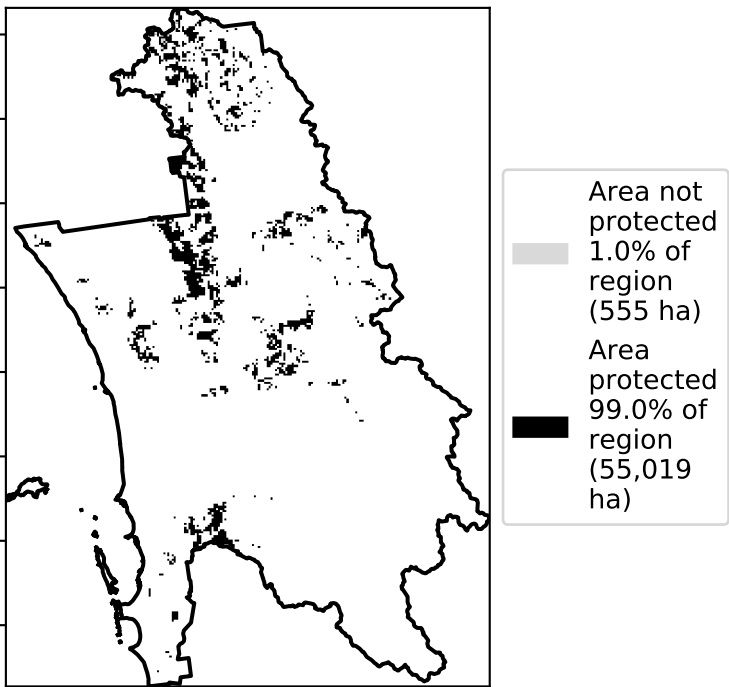 Area not
protected
1.0% of
region
(555 ha)
Area
protected
99.0% of
region
(55,019
ha)